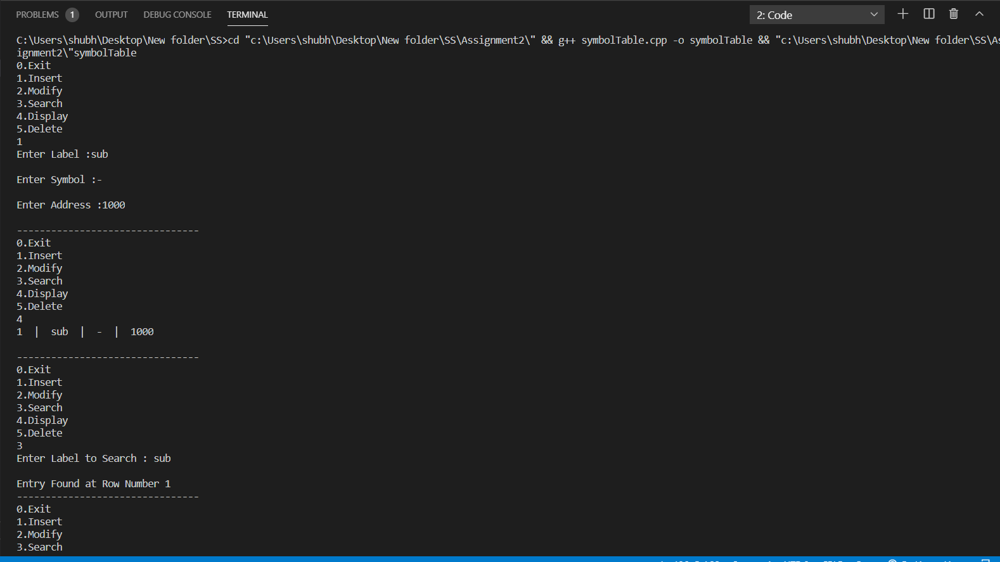 PROBLEMS 1 OUTPUT DEBUG CONSOLE TERMINAL 2: Code
C:\Users\shubh\Desktop\New folder\SS>cd "c:\Users\shubh\Desktop\New folder\SS\Assignment2\" && g++ symbolTable.cpp -o symbolTable && "c:\Users\shubh\Desktop\New folder\SS\As
ignment2\"symbolTable
0.Exit
1.Insert
2.Modify
3.Search
4.Display
5.Delete
1
Enter Label :sub
Enter Symbol :-
Enter Address :1000
--------------------------------
0.Exit
1.Insert
2.Modify
3.Search
4.Display
5.Delete
4
1  |  sub  |  -  |  1000
--------------------------------
0.Exit
1.Insert
2.Modify
3.Search
4.Display
5.Delete
3
Enter Label to Search : sub
Entry Found at Row Number 1
--------------------------------
0.Exit
1.Insert
2.Modify
3.Search